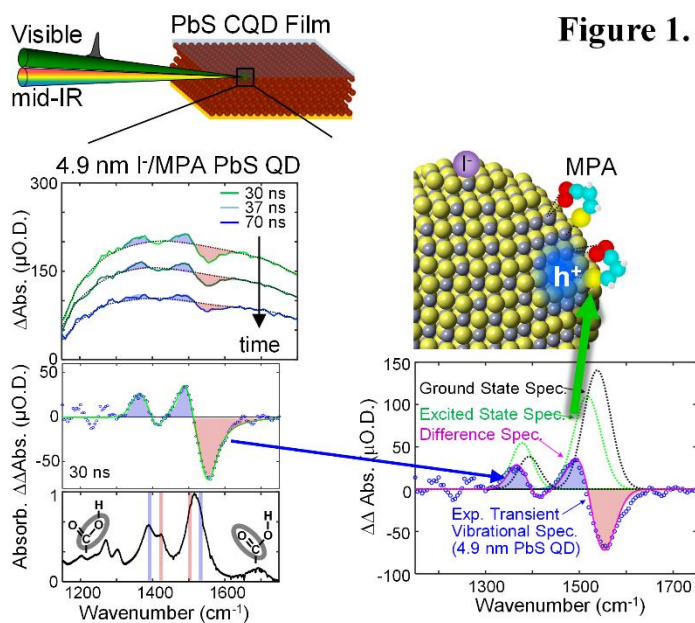 Figure 1.
PbS CQD Film
Visible
mid-IR
4.9 nm I⁻/MPA PbS QD
300
200
100
0
ΔAbs. (μO.D.)
30 ns
37 ns
70 ns
time
50
0
-50
ΔΔAbs. (μO.D.)
30 ns
1
0
Absorb.
O C O H
O C O H
1200 1400 1600
Wavenumber (cm⁻¹)
I⁻
MPA
h⁺
150
100
50
0
-50
-100
ΔΔ Abs. (μO.D.)
Ground State Spec.
Excited State Spec.
Difference Spec.
Exp. Transient
Vibrational Spec.
(4.9 nm PbS QD)
1300 1500 1700
Wavenumber (cm⁻¹)